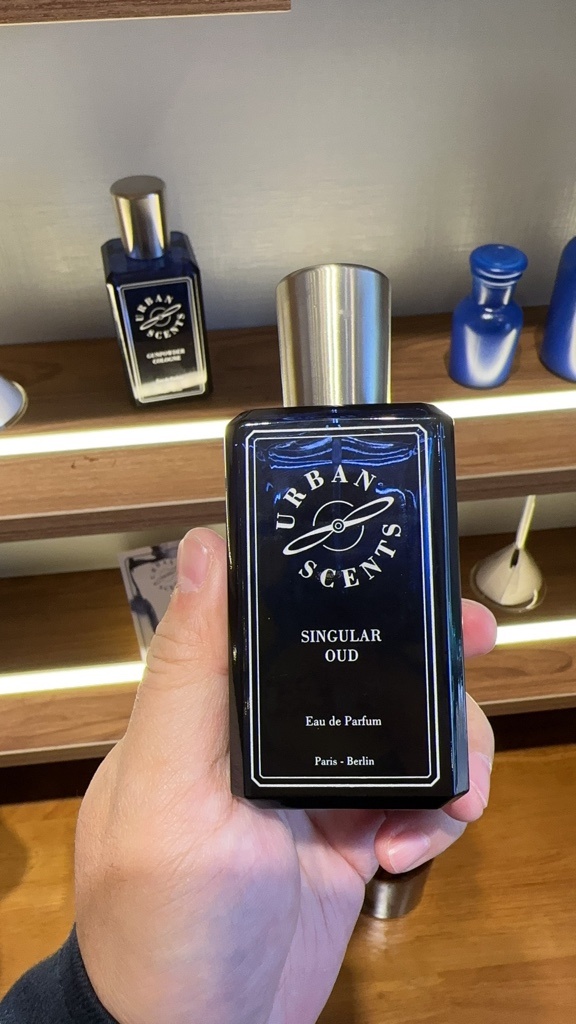 URBAN
SCENTS
GUNPOWDER
COLOGNE
URBAN
SCENTS
SINGULAR
OUD
Eau de Parfum
Paris - Berlin